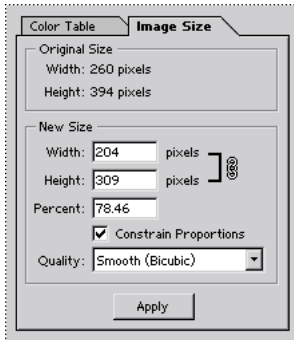 Color Table Image Size
Original Size
Width: 260 pixels
Height: 394 pixels
New Size
Width: 204 pixels
Height: 309 pixels
Percent: 78.46
Constrain Proportions
Quality: Smooth (Bicubic)
Apply